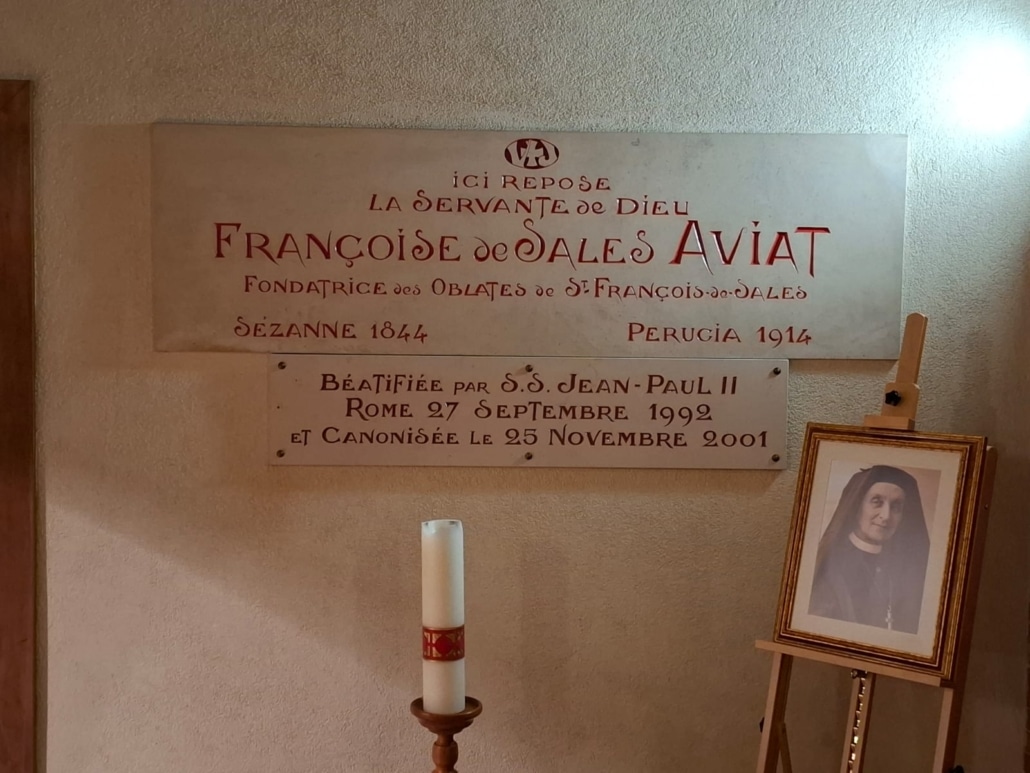 ICI REPOSE
LA SERVANTE de DIEU
FRANÇOISE de SALES AVIAT
FONDATRICE des OBLATES de ST FRANÇOIS-de-SALES
SÉZANNE 1844 PERUGIA 1914
BÉATIFIÉE PAR S.S. JEAN-PAUL II
ROME 27 SEPTEMBRE 1992
ET CANONISÉE LE 25 NOVEMBRE 2001